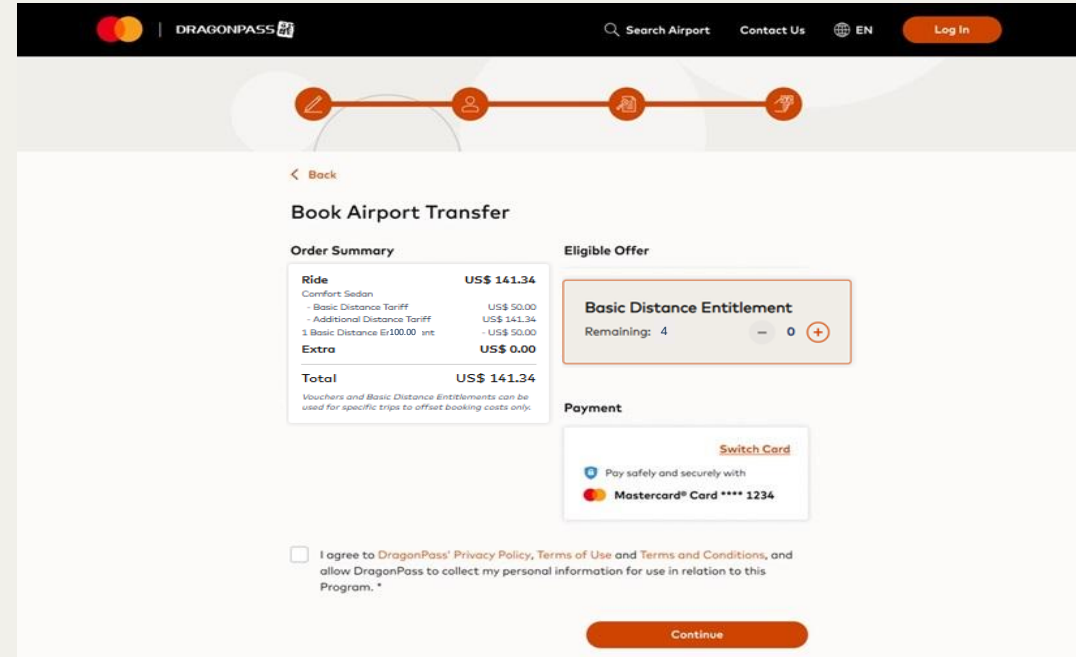 DRAGONPASS
Search Airport
Contact Us
EN
Log In
Back
Book Airport Transfer
Order Summary
Ride US$ 141.34
Comfort Sedan
- Basic Distance Tariff US$ 50.00
- Additional Distance Tariff US$ 141.34
1 Basic Distance Er100.00 - US$ 50.00
Extra US$ 0.00
Total US$ 141.34
Vouchers and Basic Distance Entitlements can be
used for specific trips to offset booking costs only.
Eligible Offer
Basic Distance Entitlement
Remaining: 4 − 0 +
Payment
Switch Card
Pay safely and securely with
Mastercard® Card **** 1234
I agree to DragonPass' Privacy Policy, Terms of Use and Terms and Conditions, and
allow DragonPass to collect my personal information for use in relation to this
Program. *
Continue